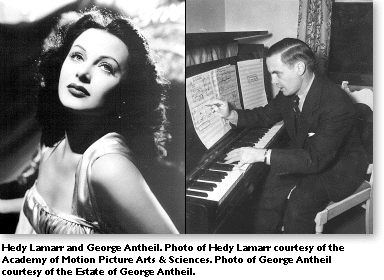 Hedy Lamarr and George Antheil. Photo of Hedy Lamarr courtesy of the
Academy of Motion Picture Arts & Sciences. Photo of George Antheil
courtesy of the Estate of George Antheil.